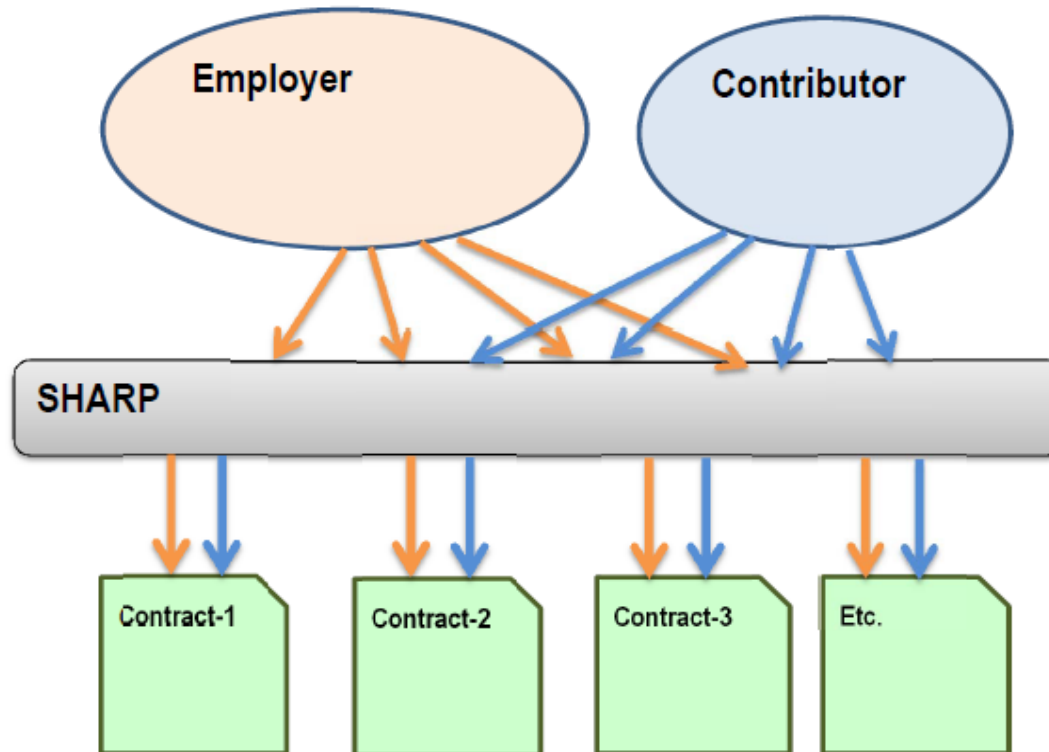 Employer
Contributor
SHARP
Contract-1
Contract-2
Contract-3
Etc.